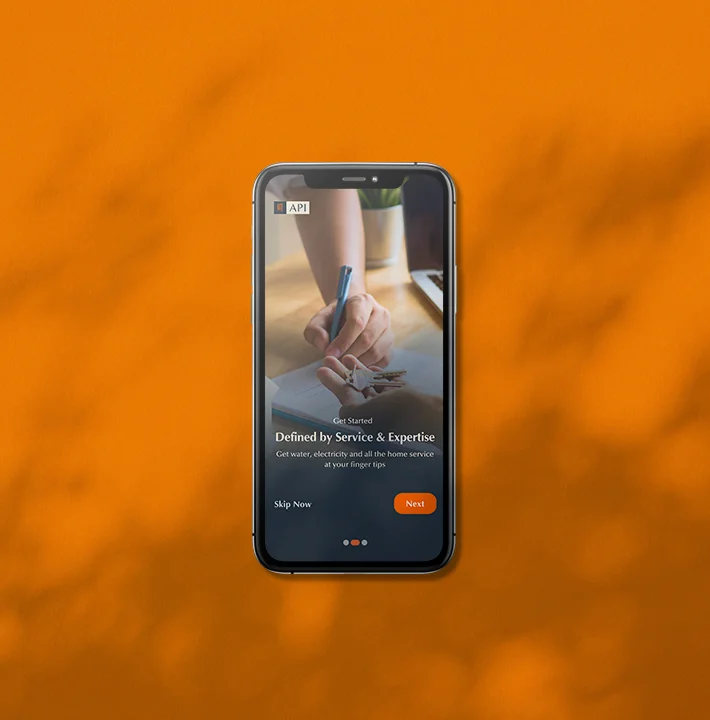 API
Get Started
Defined by Service & Expertise
Get water, electricity and all the home service
at your finger tips
Skip Now
Next